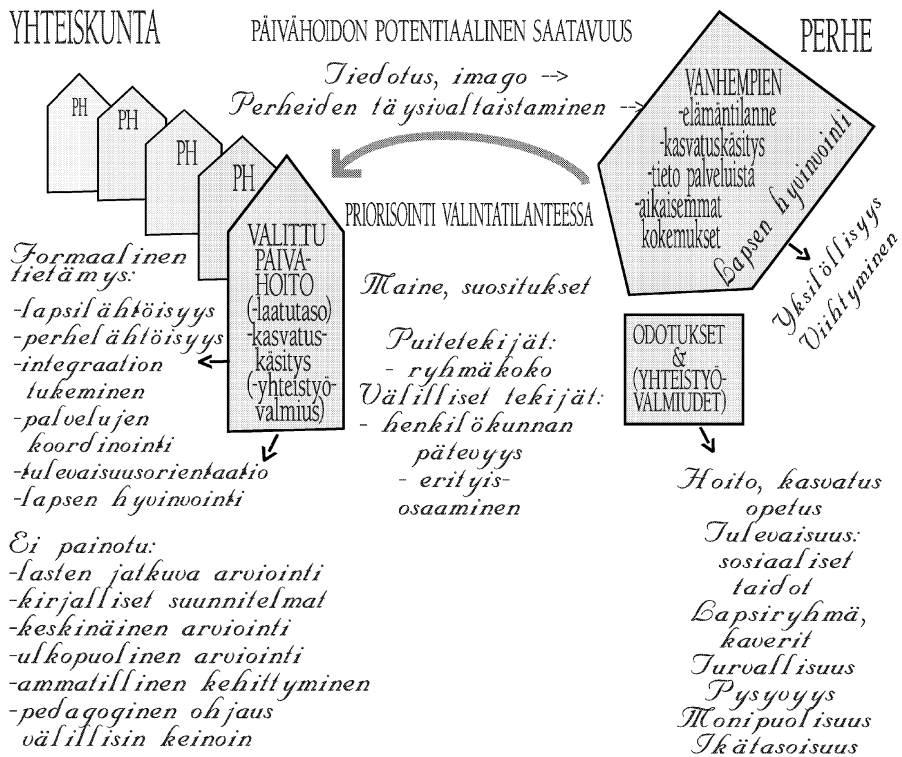 YHTEISKUNTA
PÄIVÄHOIDON POTENTIAALINEN SAATAVUUS
PERHE
Tiedotus, imago -->
Perheiden täysivaltaistaminen -->
PH
PH
PH
PH
VALITTU
PÄIVÄ-
HOITO
(-laatutaso)
-kasvatus-
käsitys
(-yhteistyö-
valmius)
PRIORISOINTI VALINTATILANTEESSA
VANHEMPIEN
-elämäntilanne
-kasvatuskäsitys
-tieto palveluista
-aikaisemmat
kokemukset
Lapsen hyvinvointi
Yksilöllisyys
Viihtyminen
Formaalinen
tietämys:
-lapsilähtöisyys
-perhelähtöisyys
-integraation
tukeminen
-palvelujen
koordinointi
-tulevaisuusorientaatio
-lapsen hyvinvointi
Maine, suositukset
Puitetekijät:
- ryhmäkoko
Välilliset tekijät:
- henkilökunnan
pätevyys
- erityis-
osaaminen
ODOTUKSET
&
(YHTEISTYÖ-
VALMIUDET)
Hoito, kasvatus
opetus
Tulevaisuus:
sosiaaliset
taidot
Lapsiryhmä,
kaverit
Turvallisuus
Pysyvyys
Monipuolisuus
Ikätasoisuus
Ei painotu:
-lasten jatkuva arviointi
-kirjalliset suunnitelmat
-keskinäinen arviointi
-ulkopuolinen arviointi
-ammatillinen kehittyminen
-pedagoginen ohjaus
välillisin keinoin